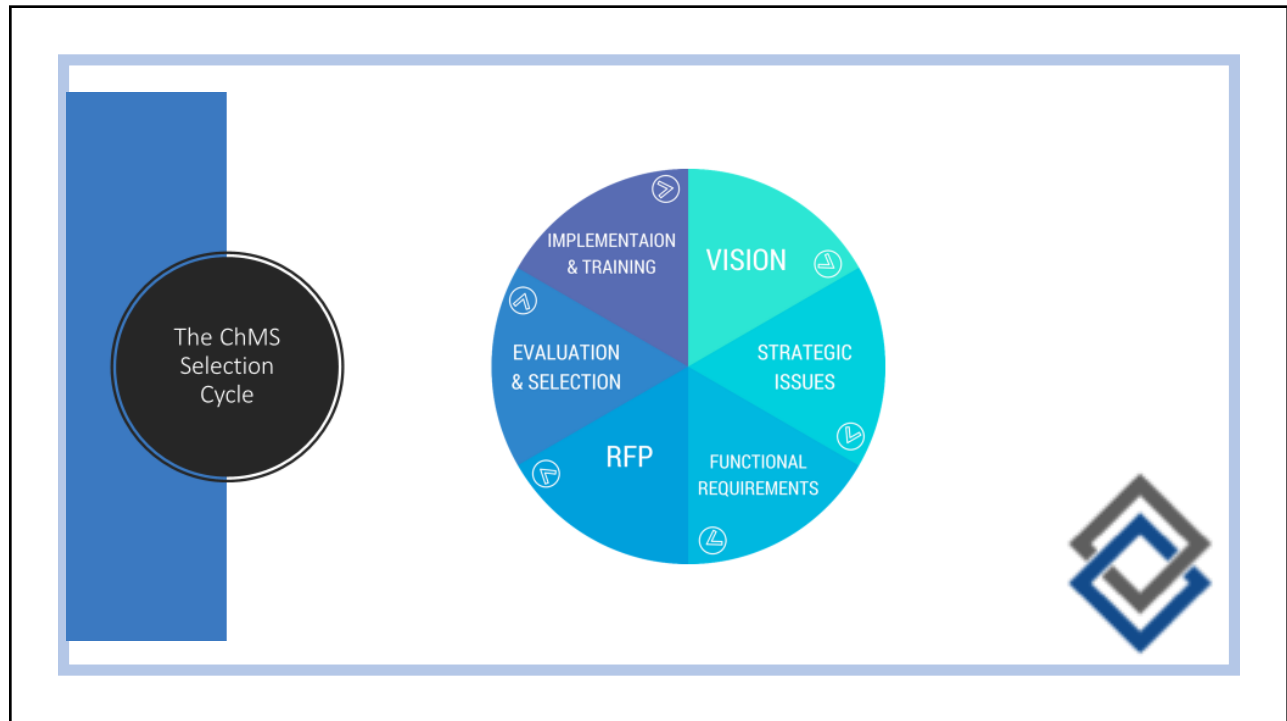 The ChMS
Selection
Cycle
VISION
STRATEGIC
ISSUES
FUNCTIONAL
REQUIREMENTS
RFP
EVALUATION
& SELECTION
IMPLEMENTAION
& TRAINING